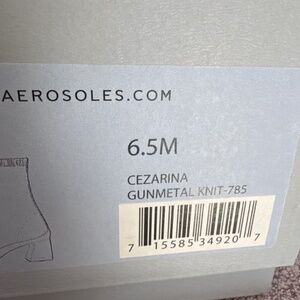 AEROSOLES.COM
6.5M
CEZARINA
GUNMETAL KNIT-785
7 15585 34920 7